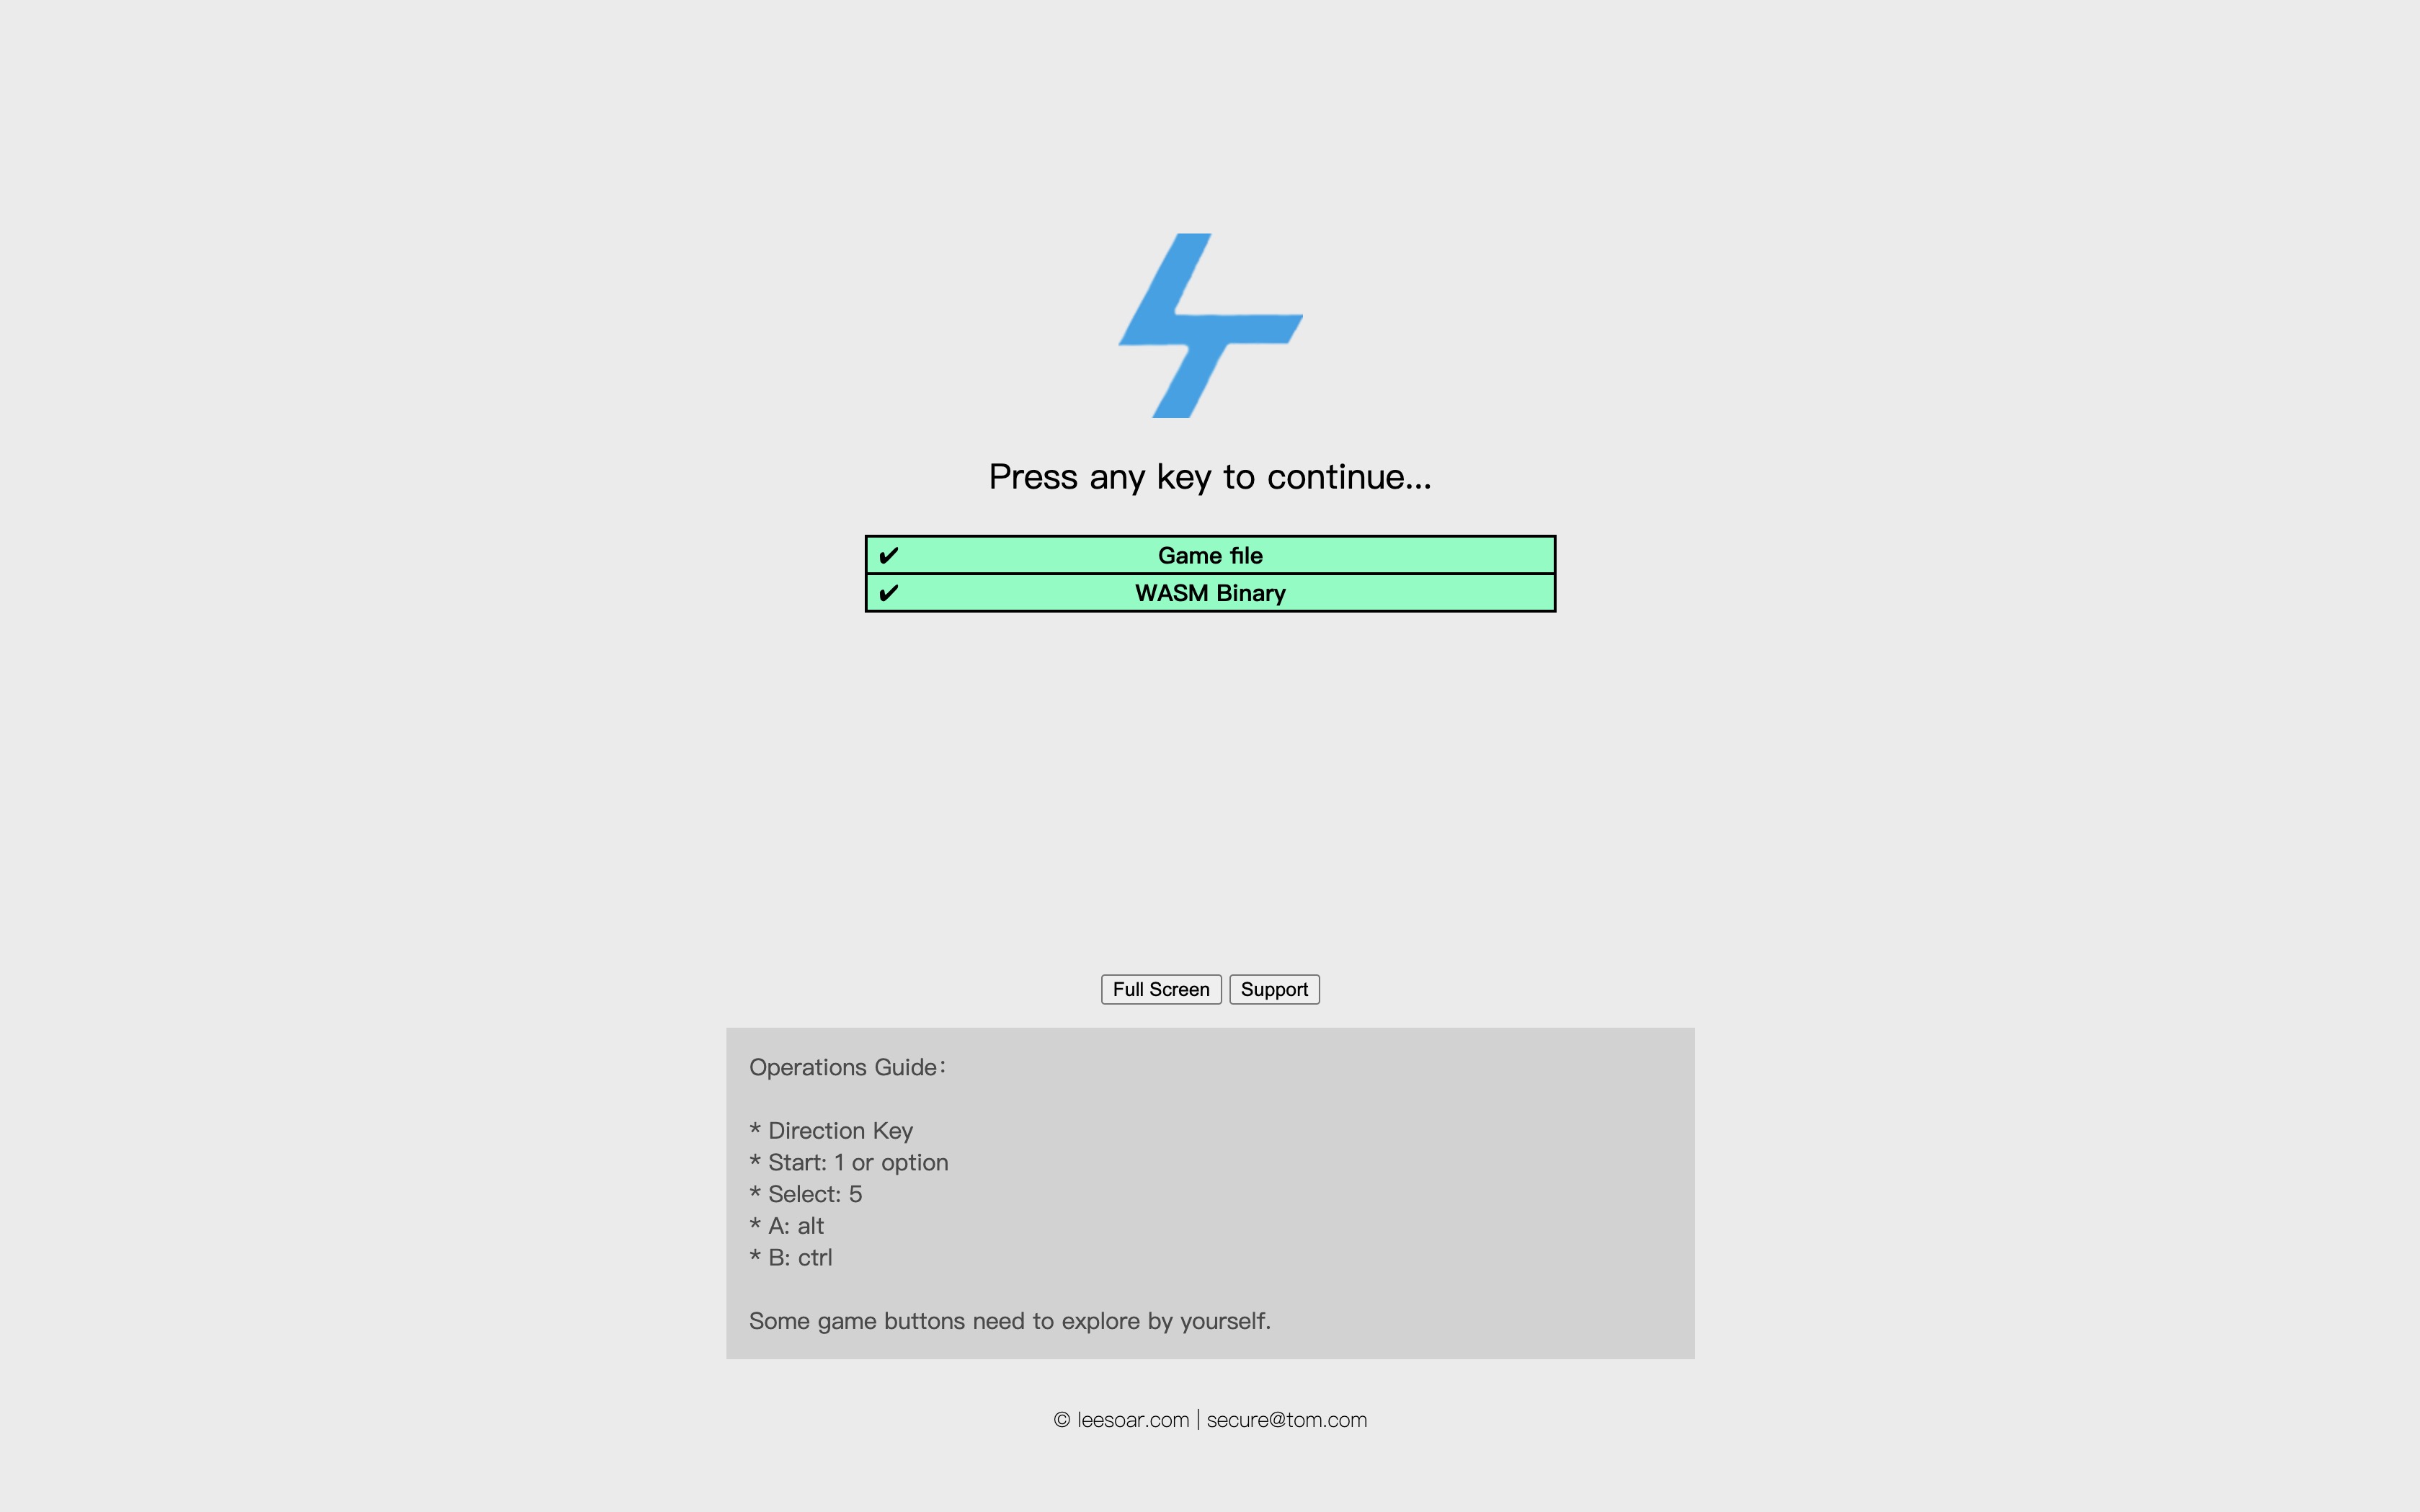 Press any key to continue...
✔ Game file
✔ WASM Binary
Full Screen Support
Operations Guide：
* Direction Key
* Start: 1 or option
* Select: 5
* A: alt
* B: ctrl
Some game buttons need to explore by yourself.
© leesoar.com | secure@tom.com